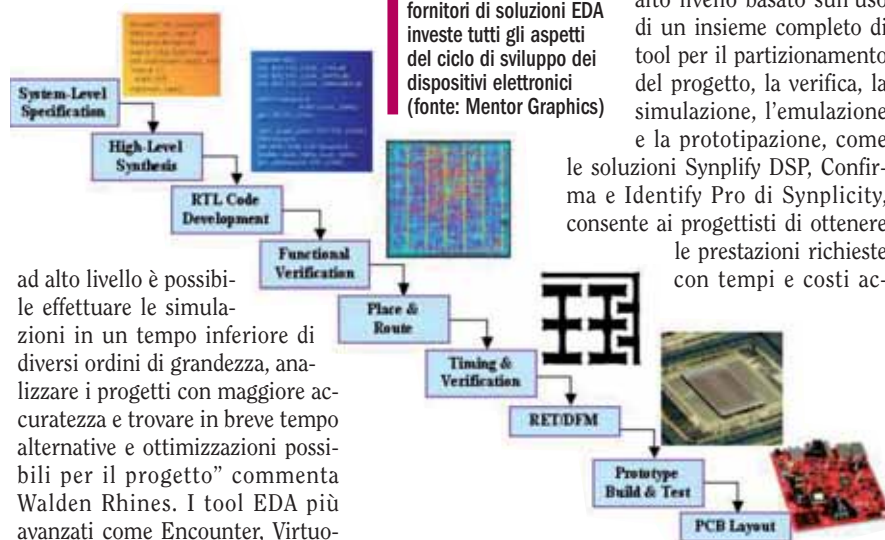 fornitori di soluzioni EDA
investe tutti gli aspetti
del ciclo di sviluppo dei
dispositivi elettronici
(fonte: Mentor Graphics)
System-Level
Specification
High-Level
Synthesis
RTL Code
Development
Functional
Verification
Place &
Route
Timing &
Verification
RET/DFM
Prototype
Build & Test
PCB Layout
ad alto livello è possibi-
le effettuare le simula-
zioni in un tempo inferiore di
diversi ordini di grandezza, ana-
lizzare i progetti con maggiore ac-
curatezza e trovare in breve tempo
alternative e ottimizzazioni possi-
bili per il progetto” commenta
Walden Rhines. I tool EDA più
avanzati come Encounter, Virtuo-
alto livello basato sull’uso
di un insieme completo di
tool per il partizionamento
del progetto, la verifica, la
simulazione, l’emulazione
e la prototipazione, come
le soluzioni Synplify DSP, Confir-
ma e Identify Pro di Synplicity,
consente ai progettisti di ottenere
le prestazioni richieste
con tempi e costi ac-